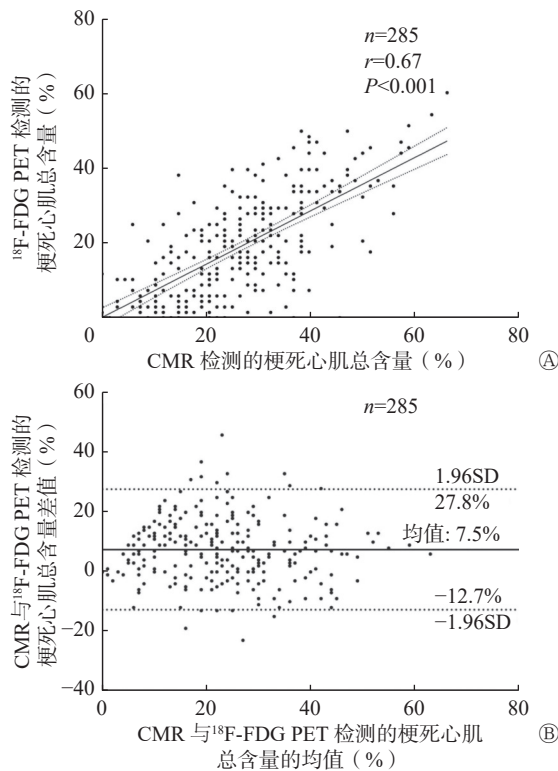 80
60
40
20
0
20
40
60
80
n=285
r=0.67
P<0.001
¹⁸F-FDG PET 检测的
梗死心肌总含量（%）
CMR 检测的梗死心肌总含量（%）
Ⓐ
60
40
20
0
−20
−40
0
20
40
60
80
n=285
1.96SD
27.8%
均值: 7.5%
−12.7%
−1.96SD
CMR与¹⁸F-FDG PET 检测的
梗死心肌总含量差值（%）
CMR 与¹⁸F-FDG PET 检测的梗死心肌
总含量的均值（%）
Ⓑ